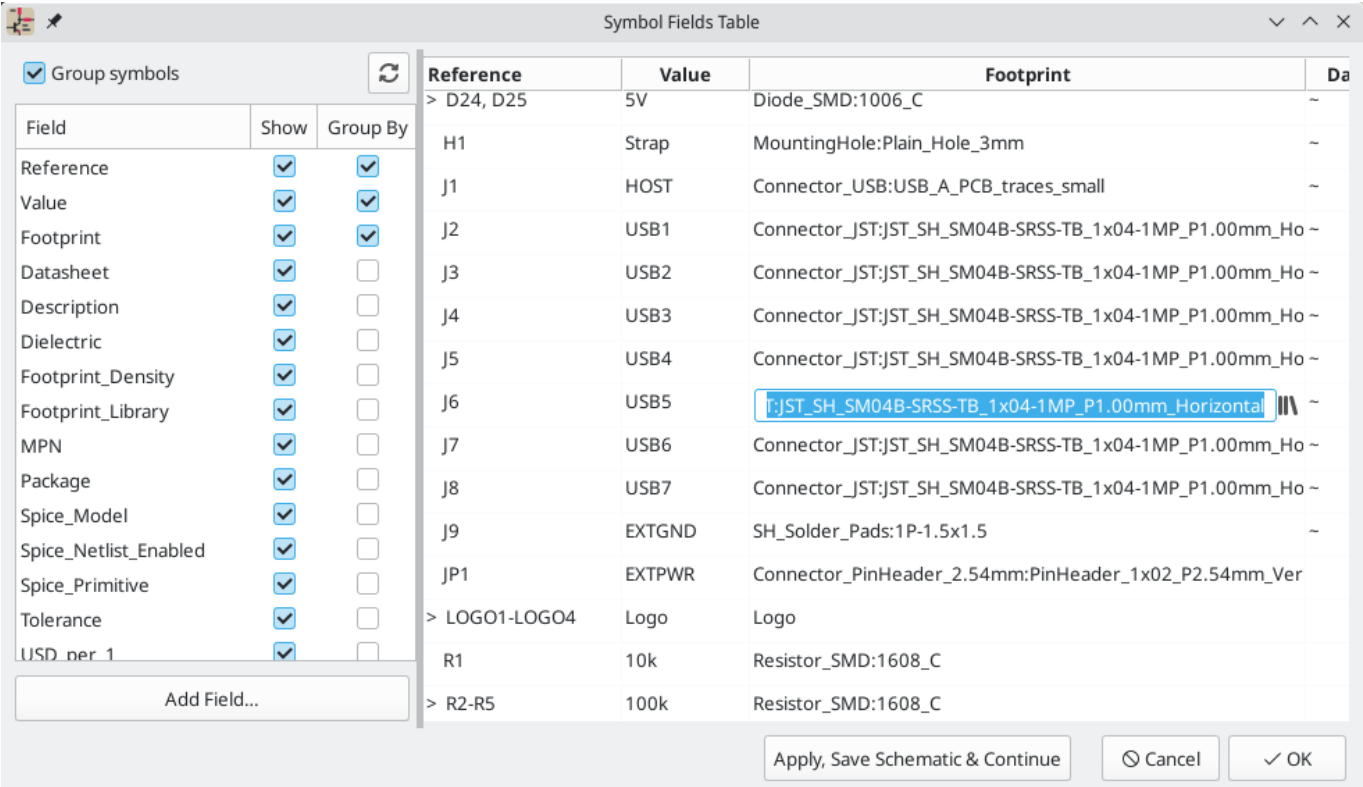 Symbol Fields Table
Group symbols
Field Show Group By
Reference
Value
Footprint
Datasheet
Description
Dielectric
Footprint_Density
Footprint_Library
MPN
Package
Spice_Model
Spice_Netlist_Enabled
Spice_Primitive
Tolerance
USD_per_1
Add Field...
Reference Value Footprint Da
> D24, D25 5V Diode_SMD:1006_C ~
H1 Strap MountingHole:Plain_Hole_3mm ~
J1 HOST Connector_USB:USB_A_PCB_traces_small ~
J2 USB1 Connector_JST:JST_SH_SM04B-SRSS-TB_1x04-1MP_P1.00mm_Ho ~
J3 USB2 Connector_JST:JST_SH_SM04B-SRSS-TB_1x04-1MP_P1.00mm_Ho ~
J4 USB3 Connector_JST:JST_SH_SM04B-SRSS-TB_1x04-1MP_P1.00mm_Ho ~
J5 USB4 Connector_JST:JST_SH_SM04B-SRSS-TB_1x04-1MP_P1.00mm_Ho ~
J6 USB5 T:JST_SH_SM04B-SRSS-TB_1x04-1MP_P1.00mm_Horizontal ~
J7 USB6 Connector_JST:JST_SH_SM04B-SRSS-TB_1x04-1MP_P1.00mm_Ho ~
J8 USB7 Connector_JST:JST_SH_SM04B-SRSS-TB_1x04-1MP_P1.00mm_Ho ~
J9 EXTGND SH_Solder_Pads:1P-1.5x1.5 ~
JP1 EXTPWR Connector_PinHeader_2.54mm:PinHeader_1x02_P2.54mm_Ver
> LOGO1-LOGO4 Logo Logo
R1 10k Resistor_SMD:1608_C
> R2-R5 100k Resistor_SMD:1608_C
Apply, Save Schematic & Continue Cancel OK